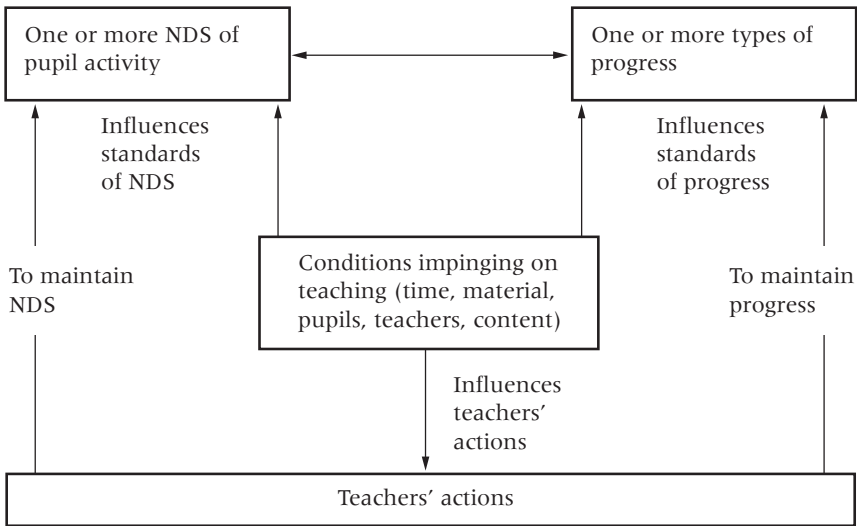 One or more NDS of
pupil activity
One or more types of
progress
Influences
standards
of NDS
Influences
standards
of progress
Conditions impinging on
teaching (time, material,
pupils, teachers, content)
To maintain
NDS
To maintain
progress
Influences
teachers’
actions
Teachers’ actions